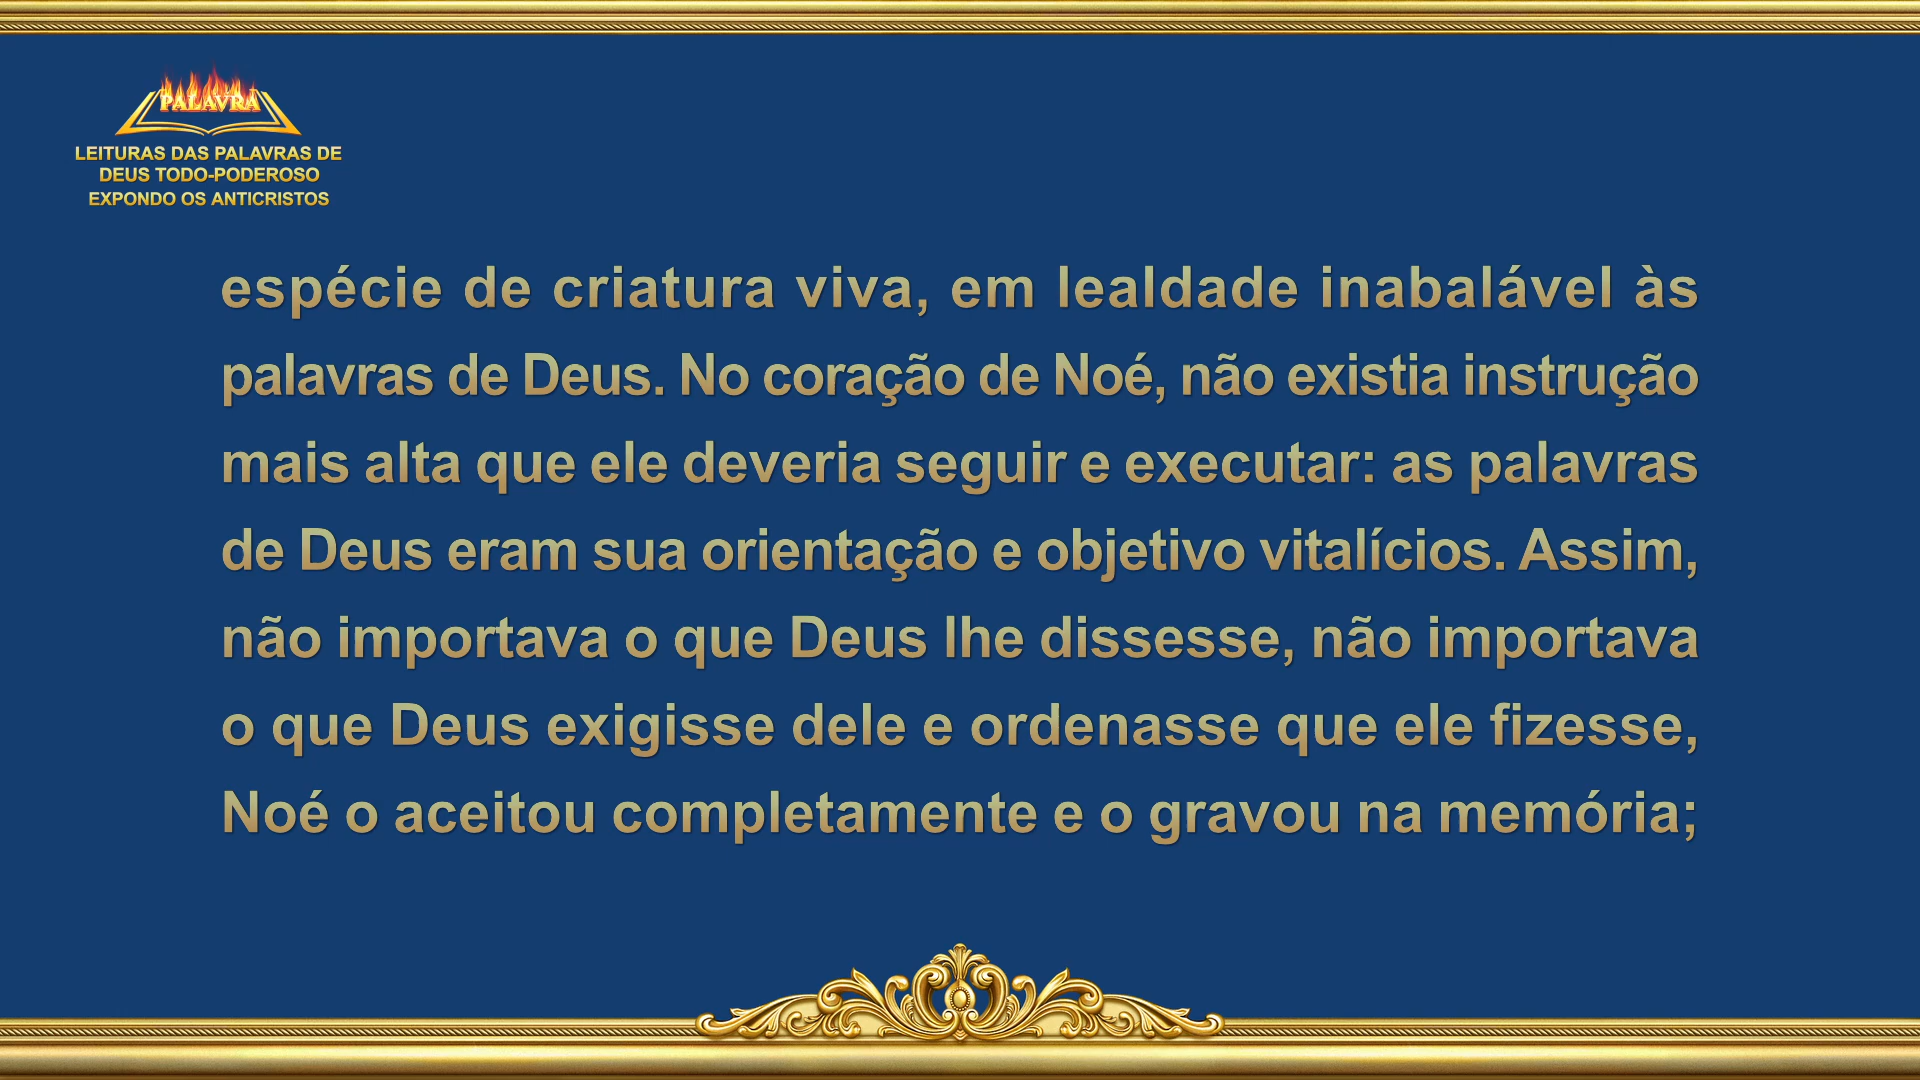 PALAVRA
LEITURAS DAS PALAVRAS DE
DEUS TODO-PODEROSO
EXPONDO OS ANTICRISTOS
espécie de criatura viva, em lealdade inabalável às
palavras de Deus. No coração de Noé, não existia instrução
mais alta que ele deveria seguir e executar: as palavras
de Deus eram sua orientação e objetivo vitalícios. Assim,
não importava o que Deus lhe dissesse, não importava
o que Deus exigisse dele e ordenasse que ele fizesse,
Noé o aceitou completamente e o gravou na memória;